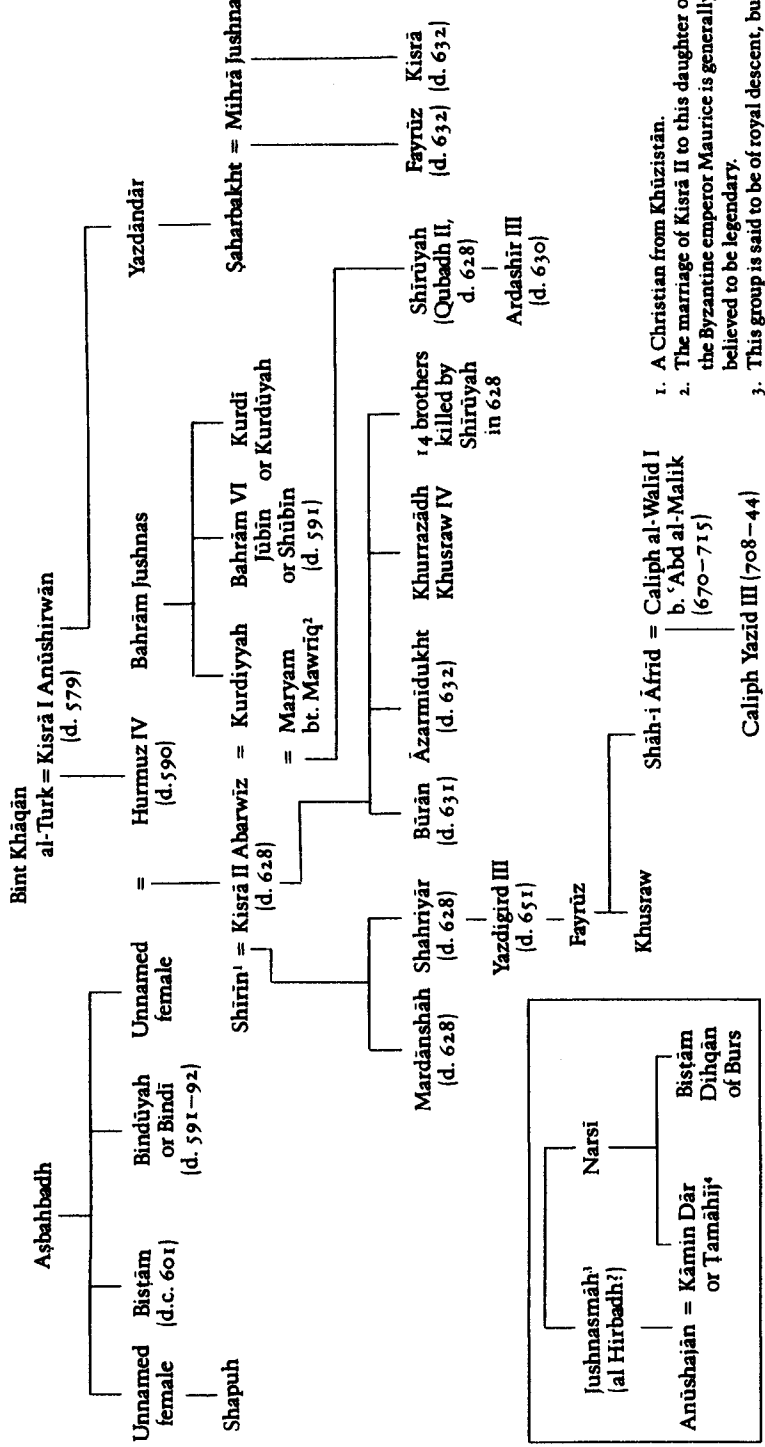 Bint Khāqān
al-Turk = Kisrā I Anūshirwān
(d. 579)
Aṣbahbadh
Unnamed
female
Bisṭām
(d.c. 601)
Bindūyah
or Bindī
(d. 591–92)
Unnamed
female
=
Hurmuz IV
(d.590)
Bahrām Jushnas
Yazdāndār
Shapuh
Shīrīn¹ = Kisrā II Abarwīz = Kurdiyyah
(d. 628)
Bahrām VI
Jūbīn
or Shūbīn
(d. 591)
Kurdī
or Kurdūyah
Ṣaharbakht = Mihrā Jushnas
= Maryam
bt. Mawrīq²
Mardānshāh
(d. 628)
Shahriyār
(d. 628)
Būrān
(d. 631)
Āzarmīdukht
(d. 632)
Khurrazādh
Khusraw IV
14 brothers
killed by
Shīrūyah
in 628
Shīrūyah
(Qubadh II,
d. 628)
Fayrūz
(d. 632)
Kisrā
(d. 632)
Yazdigird III
(d. 651)
Ardashīr III
(d. 630)
Fayrūz
Khusraw
Shāh-i Āfrīd = Caliph al-Walīd I
b. ʿAbd al-Malik
(670–715)
Caliph Yazīd III (708–44)
Jushnasmāh³
(al Hirbadh?)
Narsī
Anūshajān = Kāmin Dār
or Ṭamāhīj⁴
Bisṭām
Dihqān
of Burs
1. A Christian from Khūzistān.
2. The marriage of Kisrā II to this daughter
the Byzantine emperor Maurice is generally
believed to be legendary.
3. This group is said to be of royal descent,